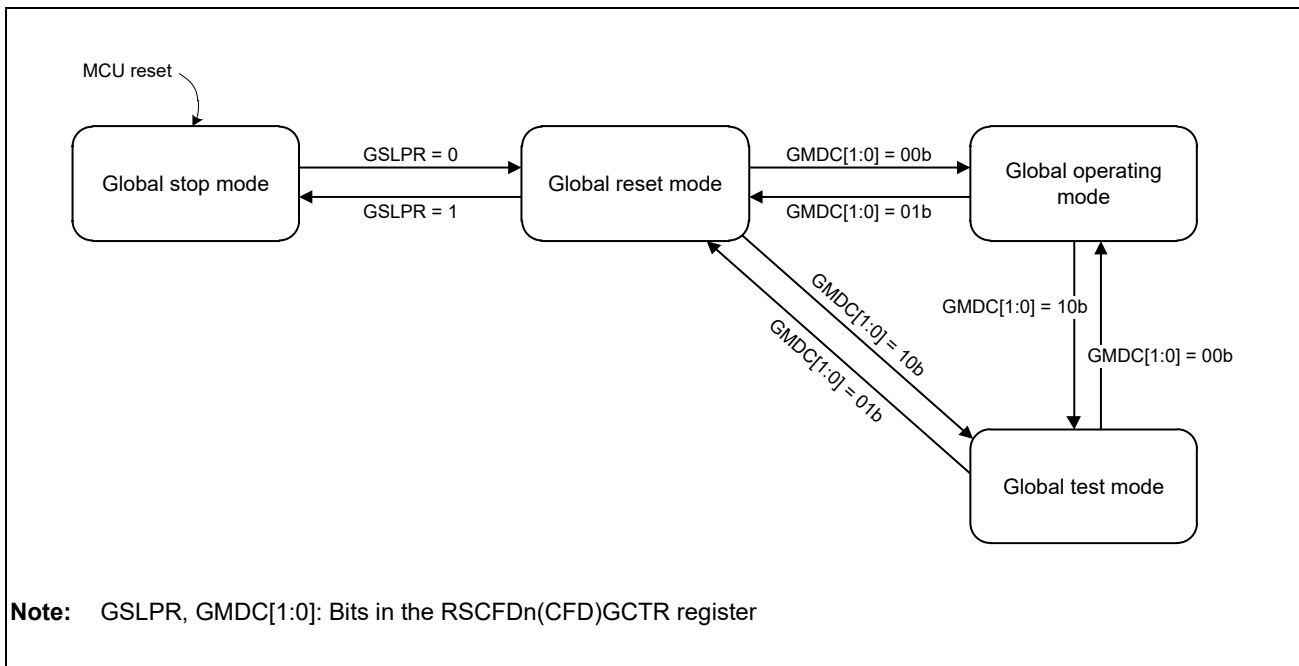 MCU reset
Global stop mode
GSLPR = 0
GSLPR = 1
Global reset mode
GMDC[1:0] = 00b
GMDC[1:0] = 01b
Global operating
mode
GMDC[1:0] = 10b
GMDC[1:0] = 01b
GMDC[1:0] = 10b
GMDC[1:0] = 00b
Global test mode
Note: GSLPR, GMDC[1:0]: Bits in the RSCFDn(CFD)GCTR register